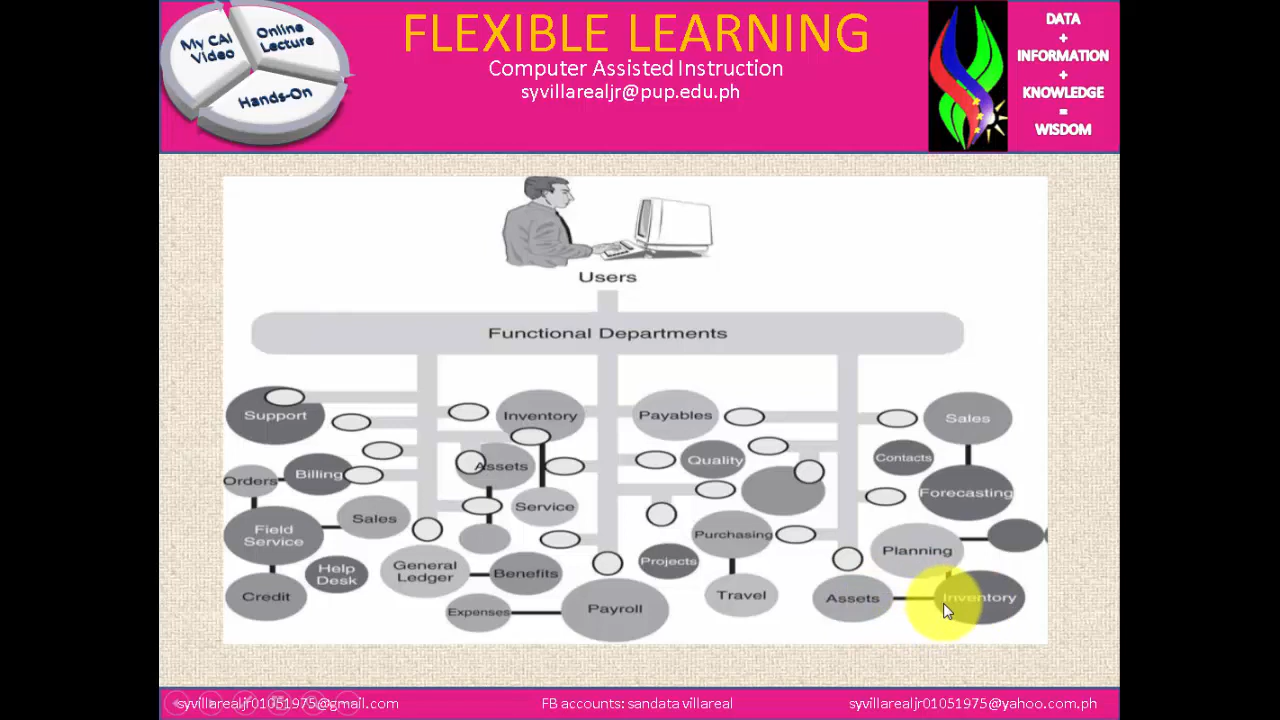 My CAI
Video
Online
Lecture
Hands-On
FLEXIBLE LEARNING
Computer Assisted Instruction
syvillarealjr@pup.edu.ph
DATA
+
INFORMATION
+
KNOWLEDGE
=
WISDOM
Users
Functional Departments
Support
Inventory
Payables
Sales
Orders
Billing
Assets
Quality
Contacts
Forecasting
Field
Service
Sales
Service
Purchasing
Planning
Help
Desk
General
Ledger
Benefits
Projects
Credit
Expenses
Payroll
Travel
Assets
Inventory
syvillarealjr01051975@gmail.com
FB accounts: sandata villareal
syvillarealjr01051975@yahoo.com.ph